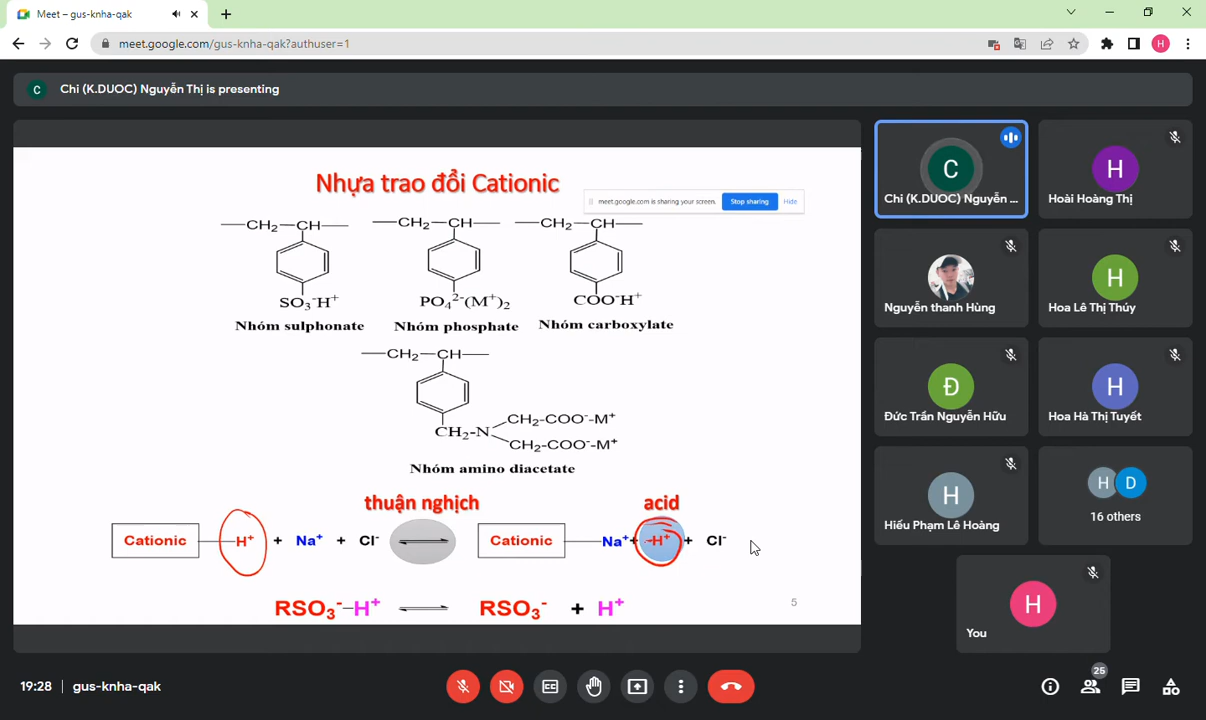 Meet – gus-knha-qak
meet.google.com/gus-knha-qak?authuser=1
H
C Chi (K.DUOC) Nguyễn Thị is presenting
Nhựa trao đổi Cationic
meet.google.com is sharing your screen. Stop sharing Hide
—CH₂—CH— —CH₂—CH— —CH₂—CH—
SO₃⁻H⁺ PO₄²⁻(M⁺)₂ COO⁻H⁺
Nhóm sulphonate Nhóm phosphate Nhóm carboxylate
—CH₂—CH—
CH₂-COO⁻-M⁺
CH₂-N
CH₂-COO⁻-M⁺
Nhóm amino diacetate
thuận nghịch acid
Cationic —H⁺ + Na⁺ + Cl⁻ ⇌ Cationic —Na⁺ + H⁺ + Cl⁻
RSO₃⁻—H⁺ ⇌ RSO₃⁻ + H⁺
5
C
Chi (K.DUOC) Nguyễn ...
H
Hoài Hoàng Thị
Nguyễn thanh Hùng
H
Hoa Lê Thị Thúy
Đ
Đức Trần Nguyễn Hữu
H
Hoa Hà Thị Tuyết
H
Hiếu Phạm Lê Hoàng
H D
16 others
H
You
19:28 | gus-knha-qak
CC
25